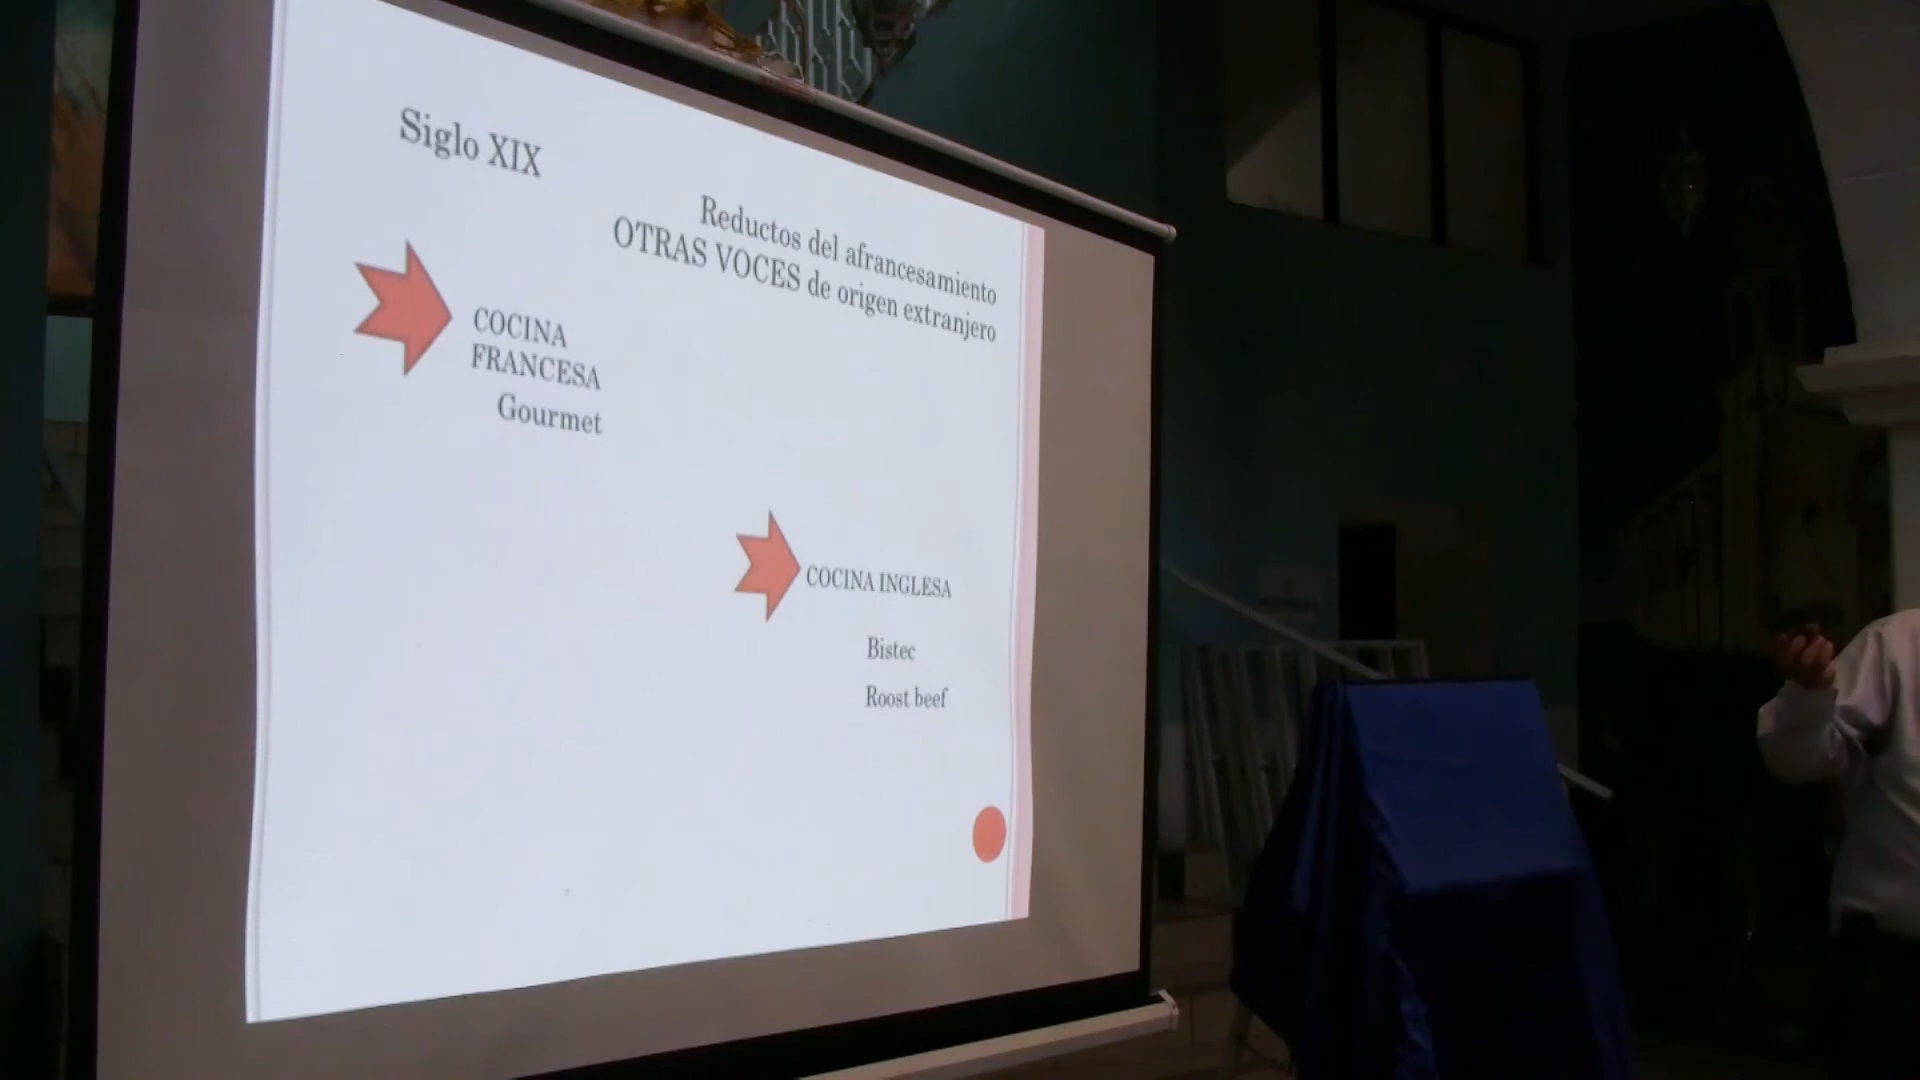 Siglo XIX
Reductos del afrancesamiento
OTRAS VOCES de origen extranjero
COCINA
FRANCESA
Gourmet
COCINA INGLESA
Bistec
Roost beef